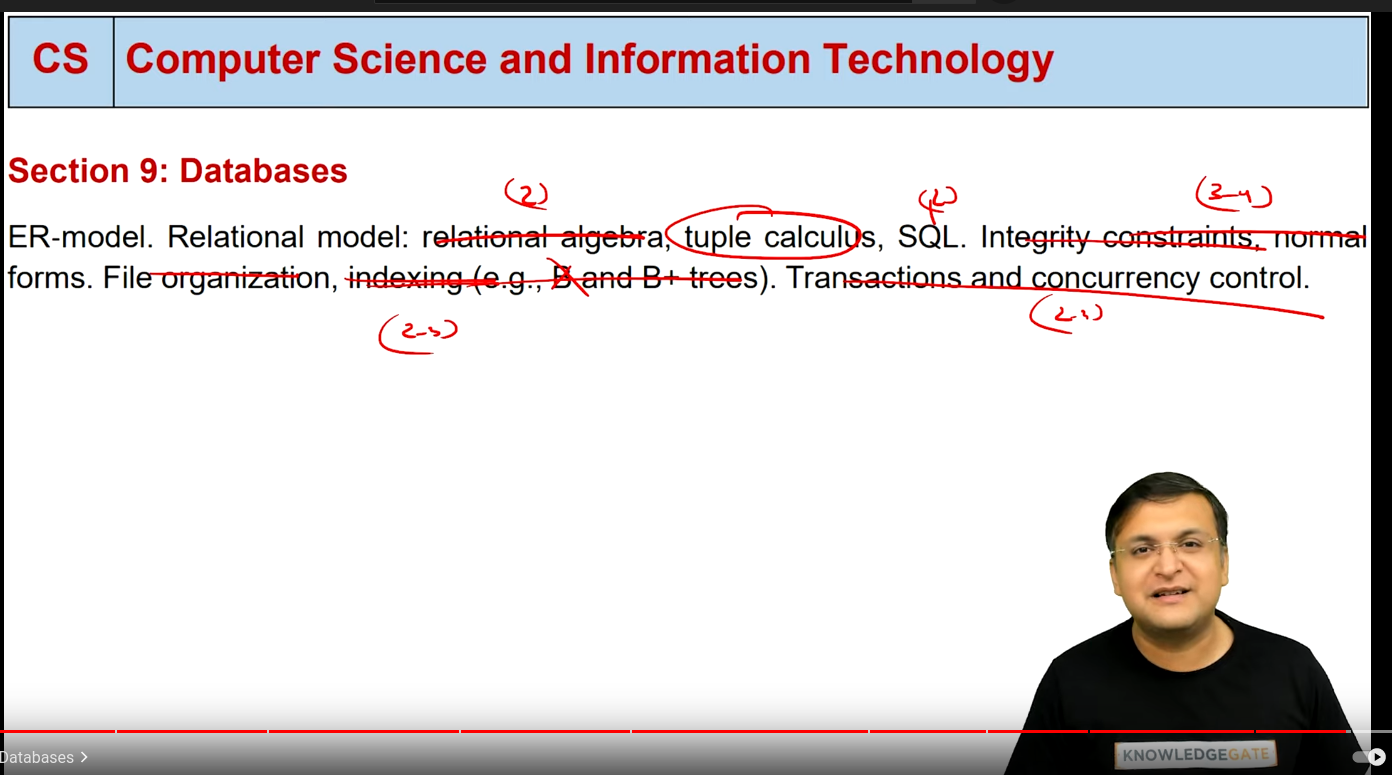 CS Computer Science and Information Technology
Section 9: Databases
(2) (2) (3-4)
ER-model. Relational model: relational algebra, tuple calculus, SQL. Integrity constraints, normal
forms. File organization, indexing (e.g., B and B+ trees). Transactions and concurrency control.
(2-3) (2-3)
KNOWLEDGEGATE
Databases >